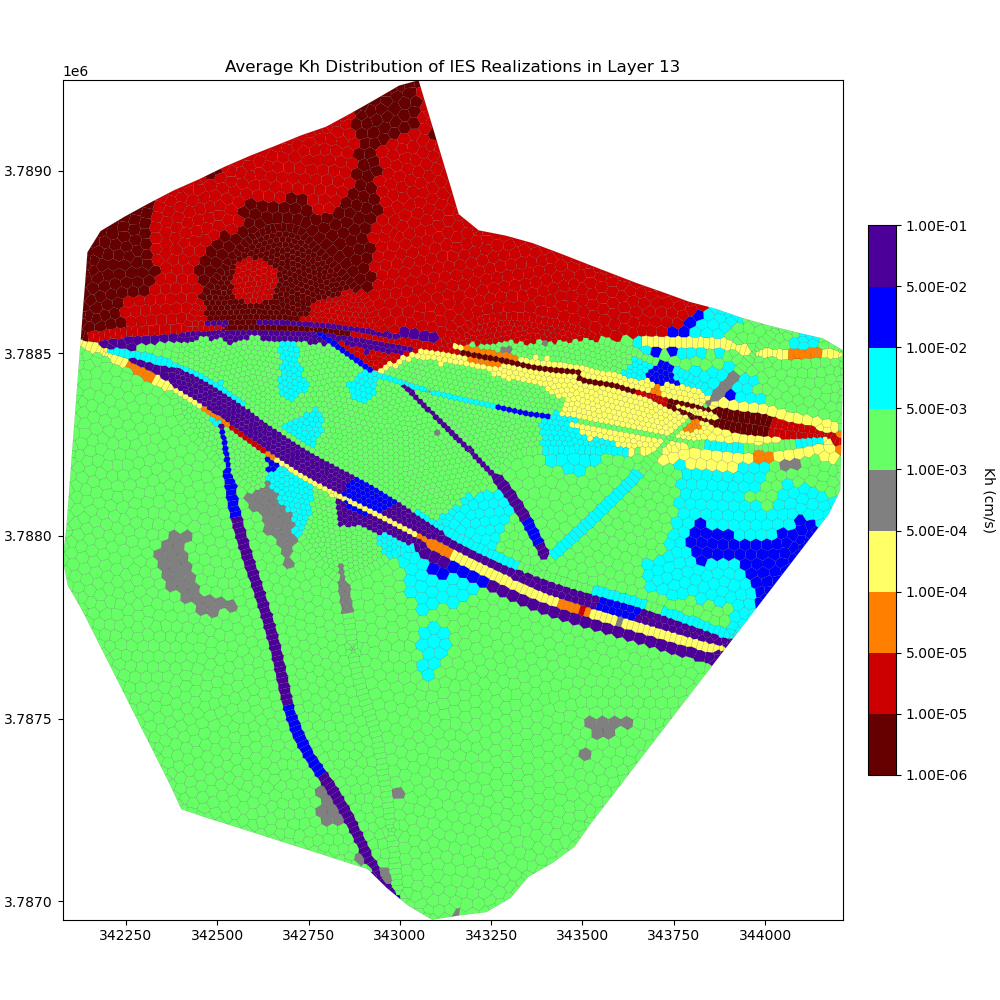 Average Kh Distribution of IES Realizations in Layer 13
1e6
3.7890
3.7885
3.7880
3.7875
3.7870
342250 342500 342750 343000 343250 343500 343750 344000
1.00E-01
5.00E-02
1.00E-02
5.00E-03
1.00E-03
5.00E-04
1.00E-04
5.00E-05
1.00E-05
1.00E-06
Kh (cm/s)